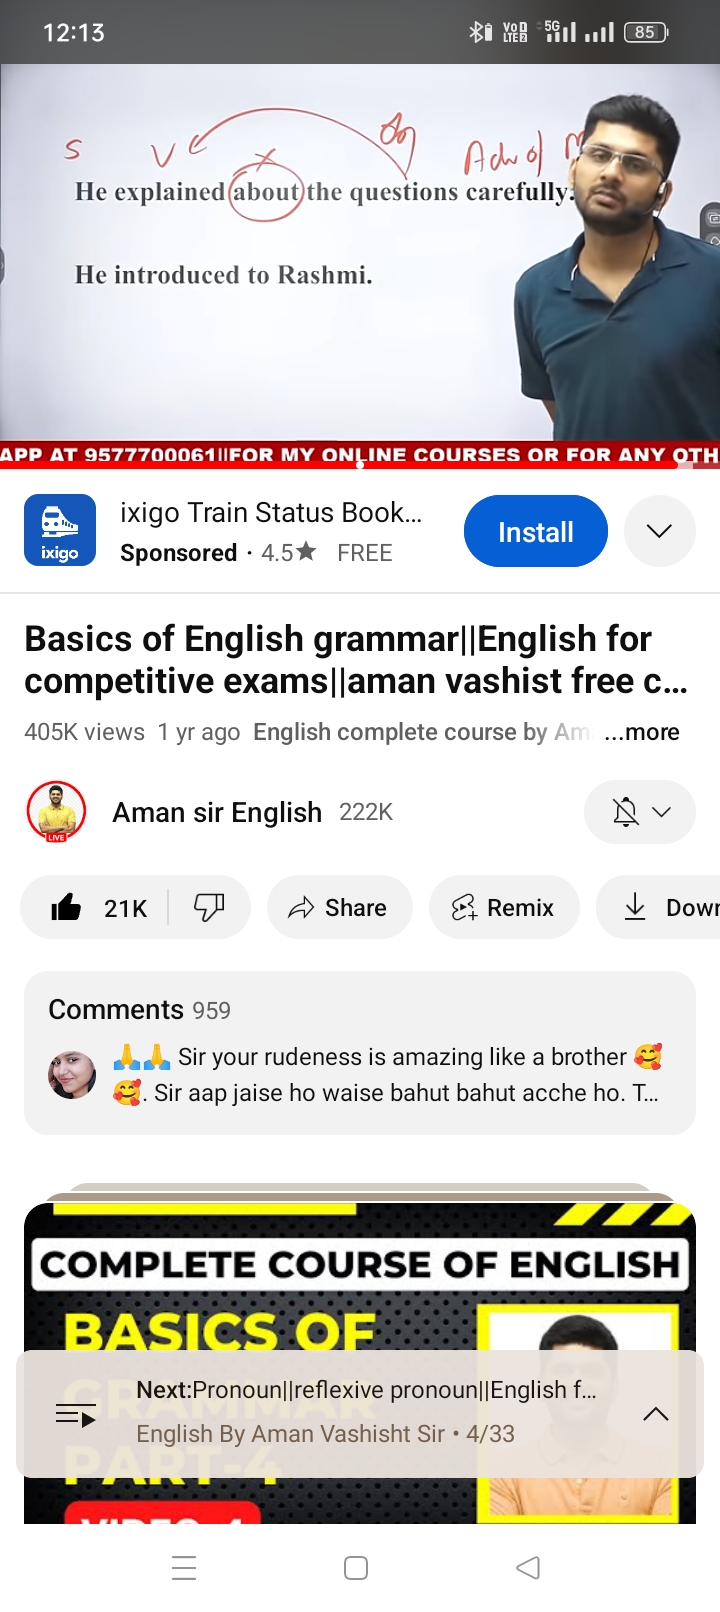 12:13
VoD LTE2 5G 85
S V Obj Adv of M
He explained about the questions carefully.
He introduced to Rashmi.
APP AT 9577700061||FOR MY ONLINE COURSES OR FOR ANY OTH
ixigo
ixigo Train Status Book...
Sponsored · 4.5★ FREE
Install
Basics of English grammar||English for
competitive exams||aman vashist free c...
405K views 1 yr ago English complete course by Am ...more
LIVE
Aman sir English 222K
21K Share Remix Down
Comments 959
🙏🙏 Sir your rudeness is amazing like a brother 🥰
🥰. Sir aap jaise ho waise bahut bahut acche ho. T...
COMPLETE COURSE OF ENGLISH
BASICS OF
GRAMMAR
PART-4
VIDEO-4
Next:Pronoun||reflexive pronoun||English f...
English By Aman Vashisht Sir • 4/33